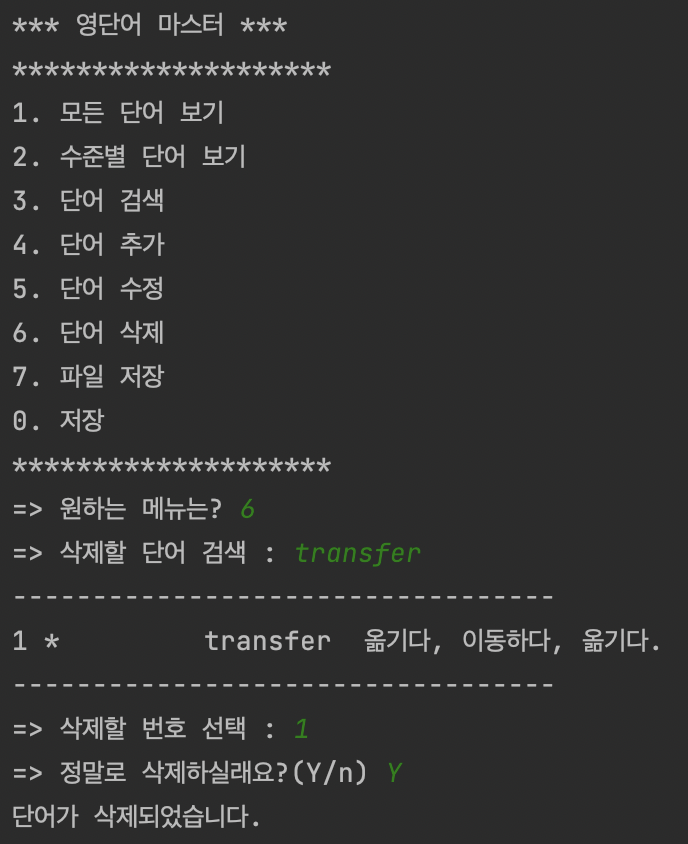 *** 영단어 마스터 ***
********************
1. 모든 단어 보기
2. 수준별 단어 보기
3. 단어 검색
4. 단어 추가
5. 단어 수정
6. 단어 삭제
7. 파일 저장
0. 저장
********************
=> 원하는 메뉴는? 6
=> 삭제할 단어 검색 : transfer
----------------------------------
1 *         transfer  옮기다, 이동하다, 옮기다.
----------------------------------
=> 삭제할 번호 선택 : 1
=> 정말로 삭제하실래요?(Y/n) Y
단어가 삭제되었습니다.